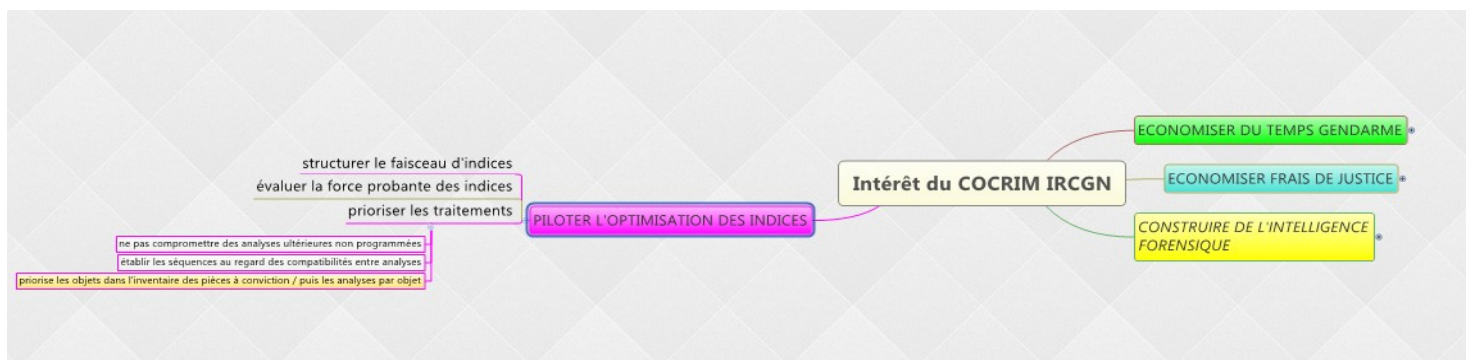 structurer le faisceau d'indices
évaluer la force probante des indices
prioriser les traitements
ne pas compromettre des analyses ultérieures non programmées
établir les séquences au regard des compatibilités entre analyses
priorise les objets dans l'inventaire des pièces à conviction / puis les analyses par objet
PILOTER L'OPTIMISATION DES INDICES
Intérêt du COCRIM IRCGN
ECONOMISER DU TEMPS GENDARME
ECONOMISER FRAIS DE JUSTICE
CONSTRUIRE DE L'INTELLIGENCE
FORENSIQUE